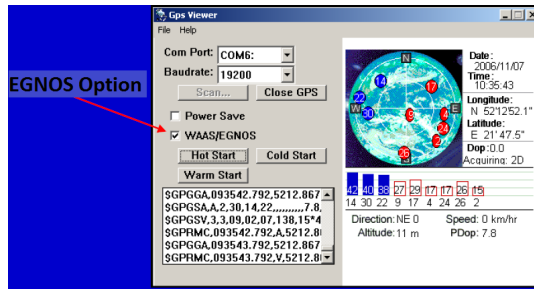 Gps Viewer
File Help
Com Port: COM6:
Baudrate: 19200
Scan... Close GPS
EGNOS Option
Power Save
WAAS/EGNOS
Hot Start Cold Start
Warm Start
$GPGGA,093542.792,5212.867
$GPGSA,A,2,30,14,22,,,,,,,,,7.8,
$GPGSV,3,3,09,02,07,138,15*4
$GPRMC,093542.792,A,5212.8
$GPGGA,093543.792,5212.867
$GPRMC,093543.792,V,5212.8
N
W
E
14
17
22
30
9
4
24
2
26
Date:
2006/11/07
Time:
10:35:43
Longitude:
N 52°12'52.1"
Latitude:
E 21°47.5"
Dop:0.0
Acquiring: 2D
42 40 38 27 29 17 17 26 15
14 30 22 9 17 4 24 26 2
Direction: NE 0 Speed: 0 km/hr
Altitude: 11 m PDop: 7.8